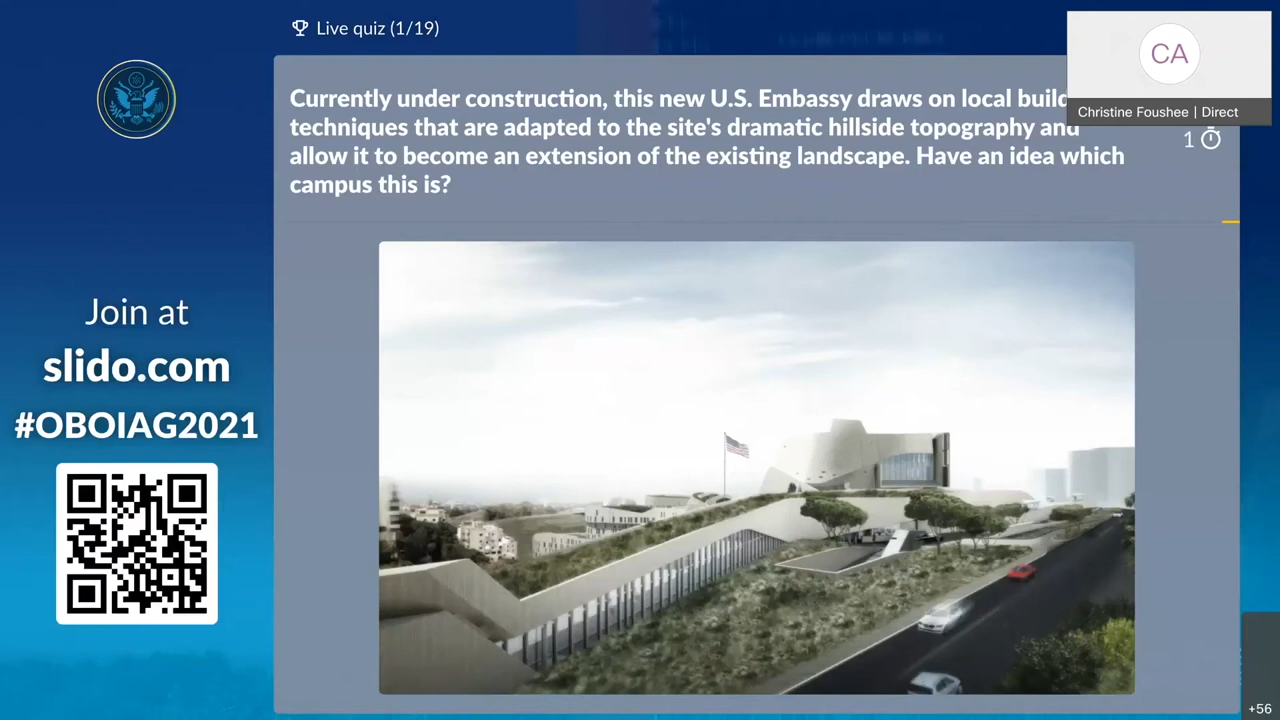 Live quiz (1/19)
CA
Christine Foushee | Direct
Currently under construction, this new U.S. Embassy draws on local
techniques that are adapted to the site's dramatic hillside topography and
allow it to become an extension of the existing landscape. Have an idea which
campus this is?
1
Join at
slido.com
#OBOIAG2021
+56